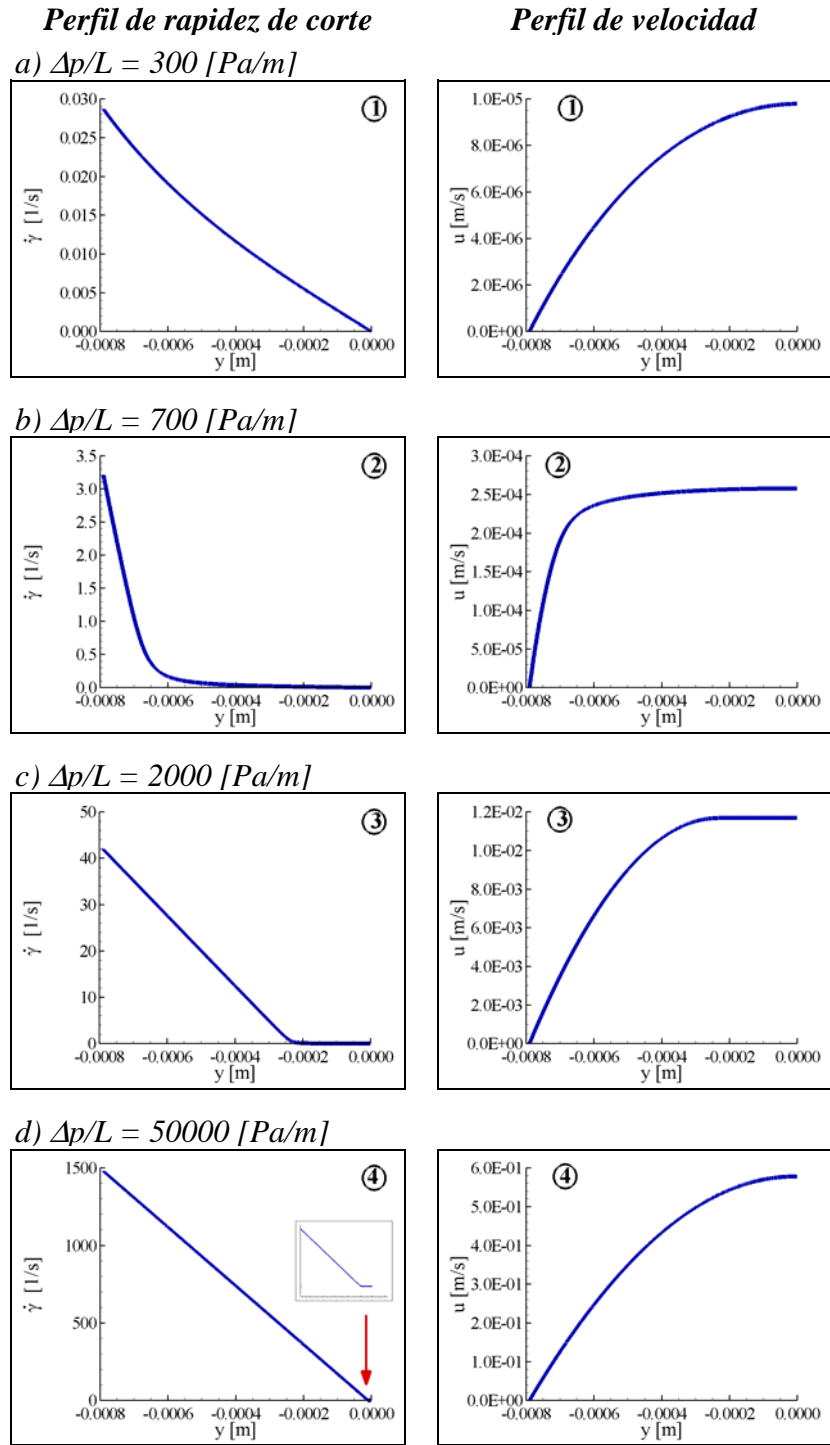 Perfil de rapidez de corte Perfil de velocidad
a) Δp/L = 300 [Pa/m]
0.030
0.025
0.020
0.015
0.010
0.005
0.000
γ̇ [1/s]
-0.0008 -0.0006 -0.0004 -0.0002 0.0000
y [m]
①
1.0E-05
8.0E-06
6.0E-06
4.0E-06
2.0E-06
0.0E+00
u [m/s]
-0.0008 -0.0006 -0.0004 -0.0002 0.0000
y [m]
①
b) Δp/L = 700 [Pa/m]
3.5
3.0
2.5
2.0
1.5
1.0
0.5
0.0
γ̇ [1/s]
-0.0008 -0.0006 -0.0004 -0.0002 0.0000
y [m]
②
3.0E-04
2.5E-04
2.0E-04
1.5E-04
1.0E-04
5.0E-05
0.0E+00
u [m/s]
-0.0008 -0.0006 -0.0004 -0.0002 0.0000
y [m]
②
c) Δp/L = 2000 [Pa/m]
50
40
30
20
10
0
γ̇ [1/s]
-0.0008 -0.0006 -0.0004 -0.0002 0.0000
y [m]
③
1.2E-02
1.0E-02
8.0E-03
6.0E-03
4.0E-03
2.0E-03
0.0E+00
u [m/s]
-0.0008 -0.0006 -0.0004 -0.0002 0.0000
y [m]
③
d) Δp/L = 50000 [Pa/m]
1500
1000
500
0
γ̇ [1/s]
-0.0008 -0.0006 -0.0004 -0.0002 0.0000
y [m]
④
6.0E-01
5.0E-01
4.0E-01
3.0E-01
2.0E-01
1.0E-01
0.0E+00
u [m/s]
-0.0008 -0.0006 -0.0004 -0.0002 0.0000
y [m]
④